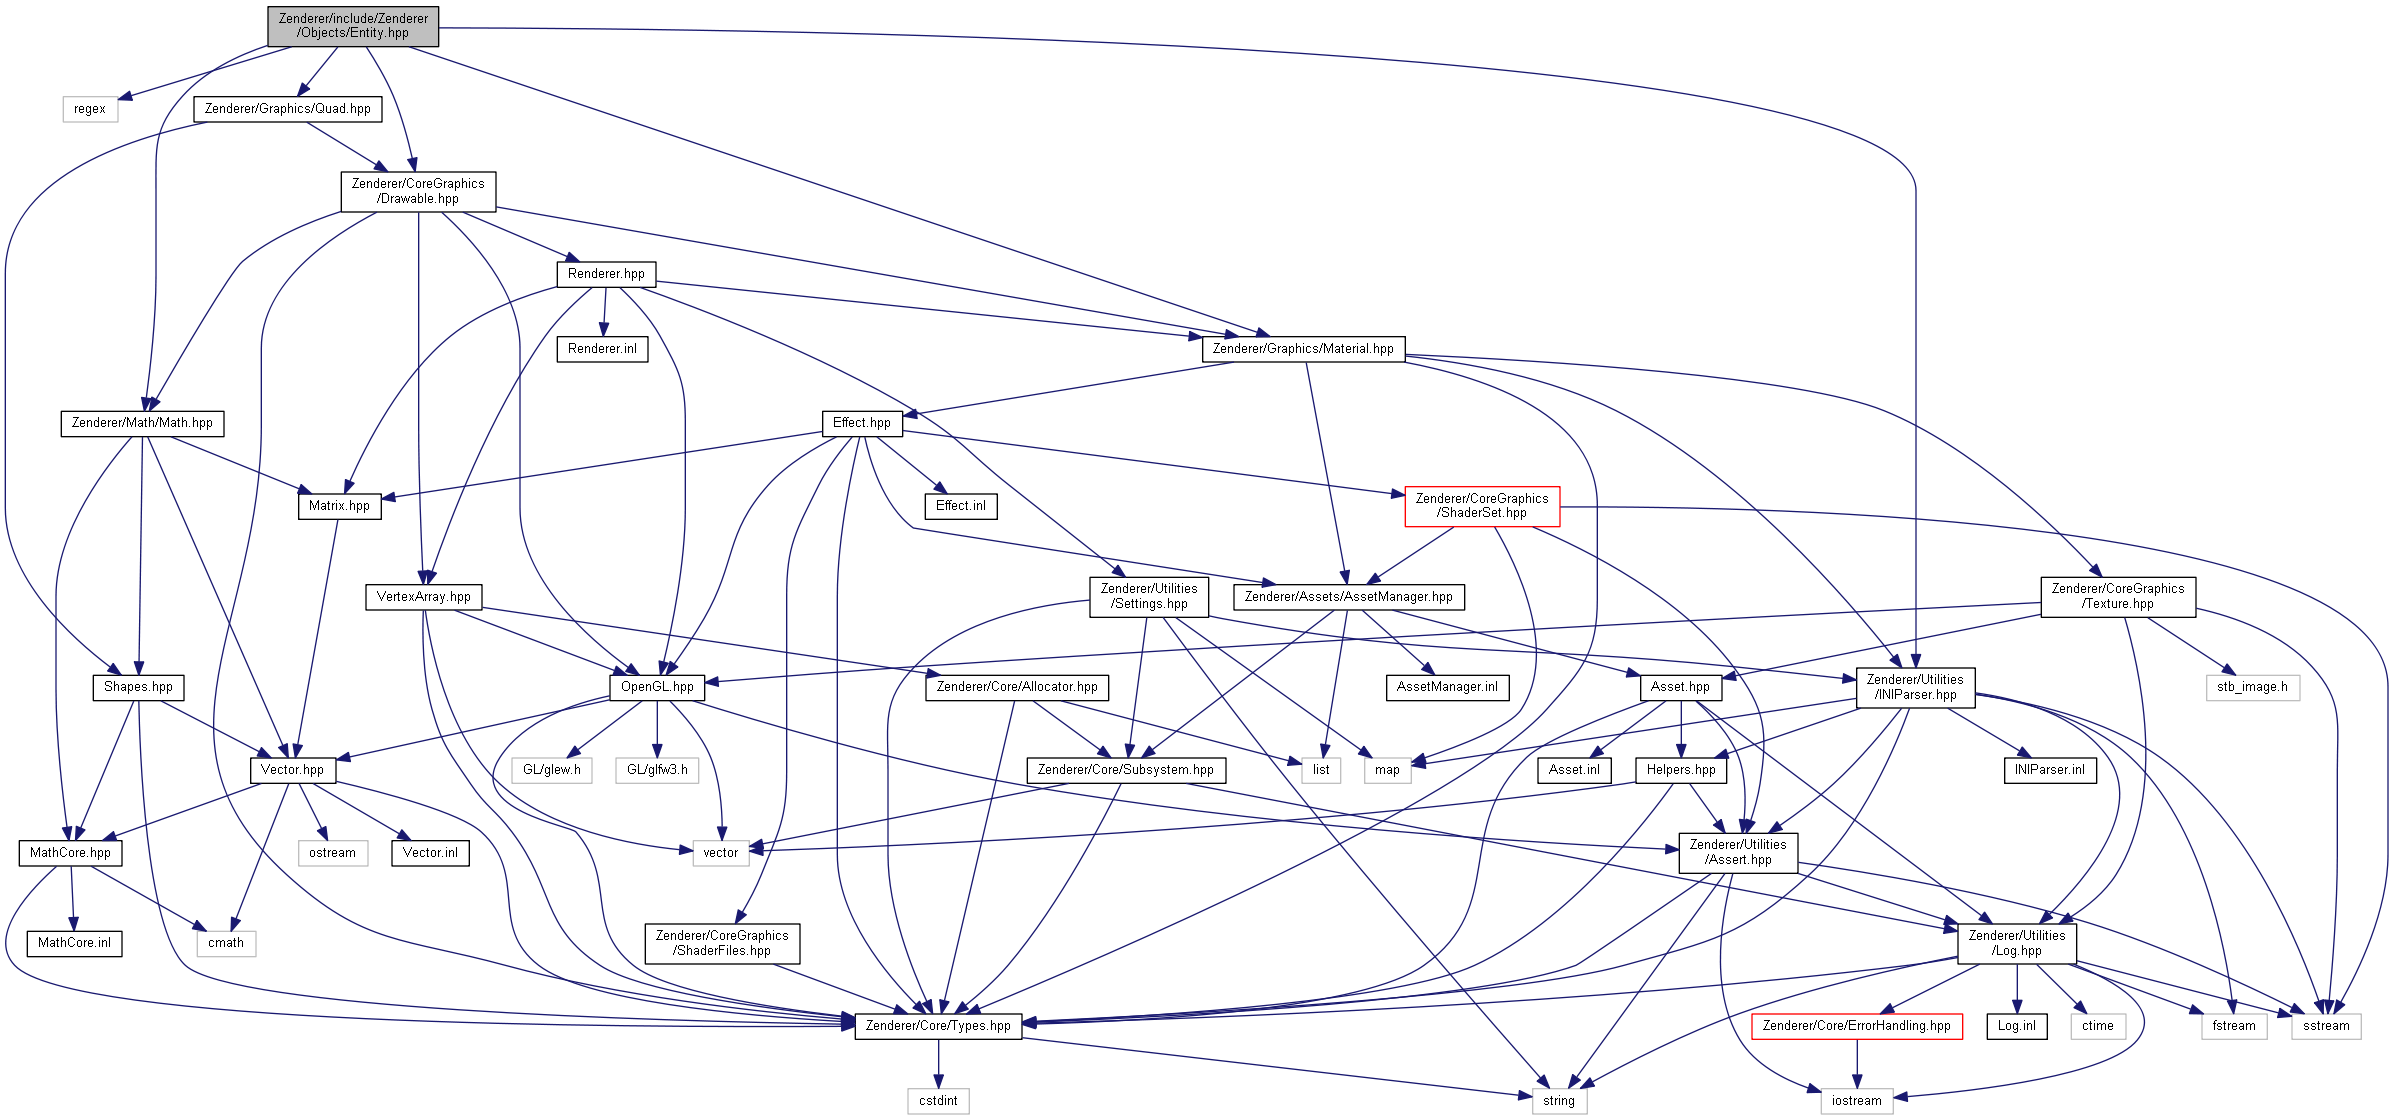 Zenderer/include/Zenderer
/Objects/Entity.hpp
regex
Zenderer/Graphics/Quad.hpp
Zenderer/CoreGraphics
/Drawable.hpp
Renderer.hpp
Renderer.inl
Zenderer/Graphics/Material.hpp
Zenderer/Math/Math.hpp
Effect.hpp
Matrix.hpp
Effect.inl
Zenderer/CoreGraphics
/ShaderSet.hpp
VertexArray.hpp
Zenderer/Utilities
/Settings.hpp
Zenderer/Assets/AssetManager.hpp
Zenderer/CoreGraphics
/Texture.hpp
Shapes.hpp
OpenGL.hpp
Zenderer/Core/Allocator.hpp
AssetManager.inl
Asset.hpp
Zenderer/Utilities
/INIParser.hpp
stb_image.h
Vector.hpp
GL/glew.h
GL/glfw3.h
Zenderer/Core/Subsystem.hpp
list
map
Asset.inl
Helpers.hpp
INIParser.inl
MathCore.hpp
ostream
Vector.inl
vector
Zenderer/Utilities
/Assert.hpp
MathCore.inl
cmath
Zenderer/CoreGraphics
/ShaderFiles.hpp
Zenderer/Utilities
/Log.hpp
Zenderer/Core/Types.hpp
Zenderer/Core/ErrorHandling.hpp
Log.inl
ctime
fstream
sstream
cstdint
string
iostream